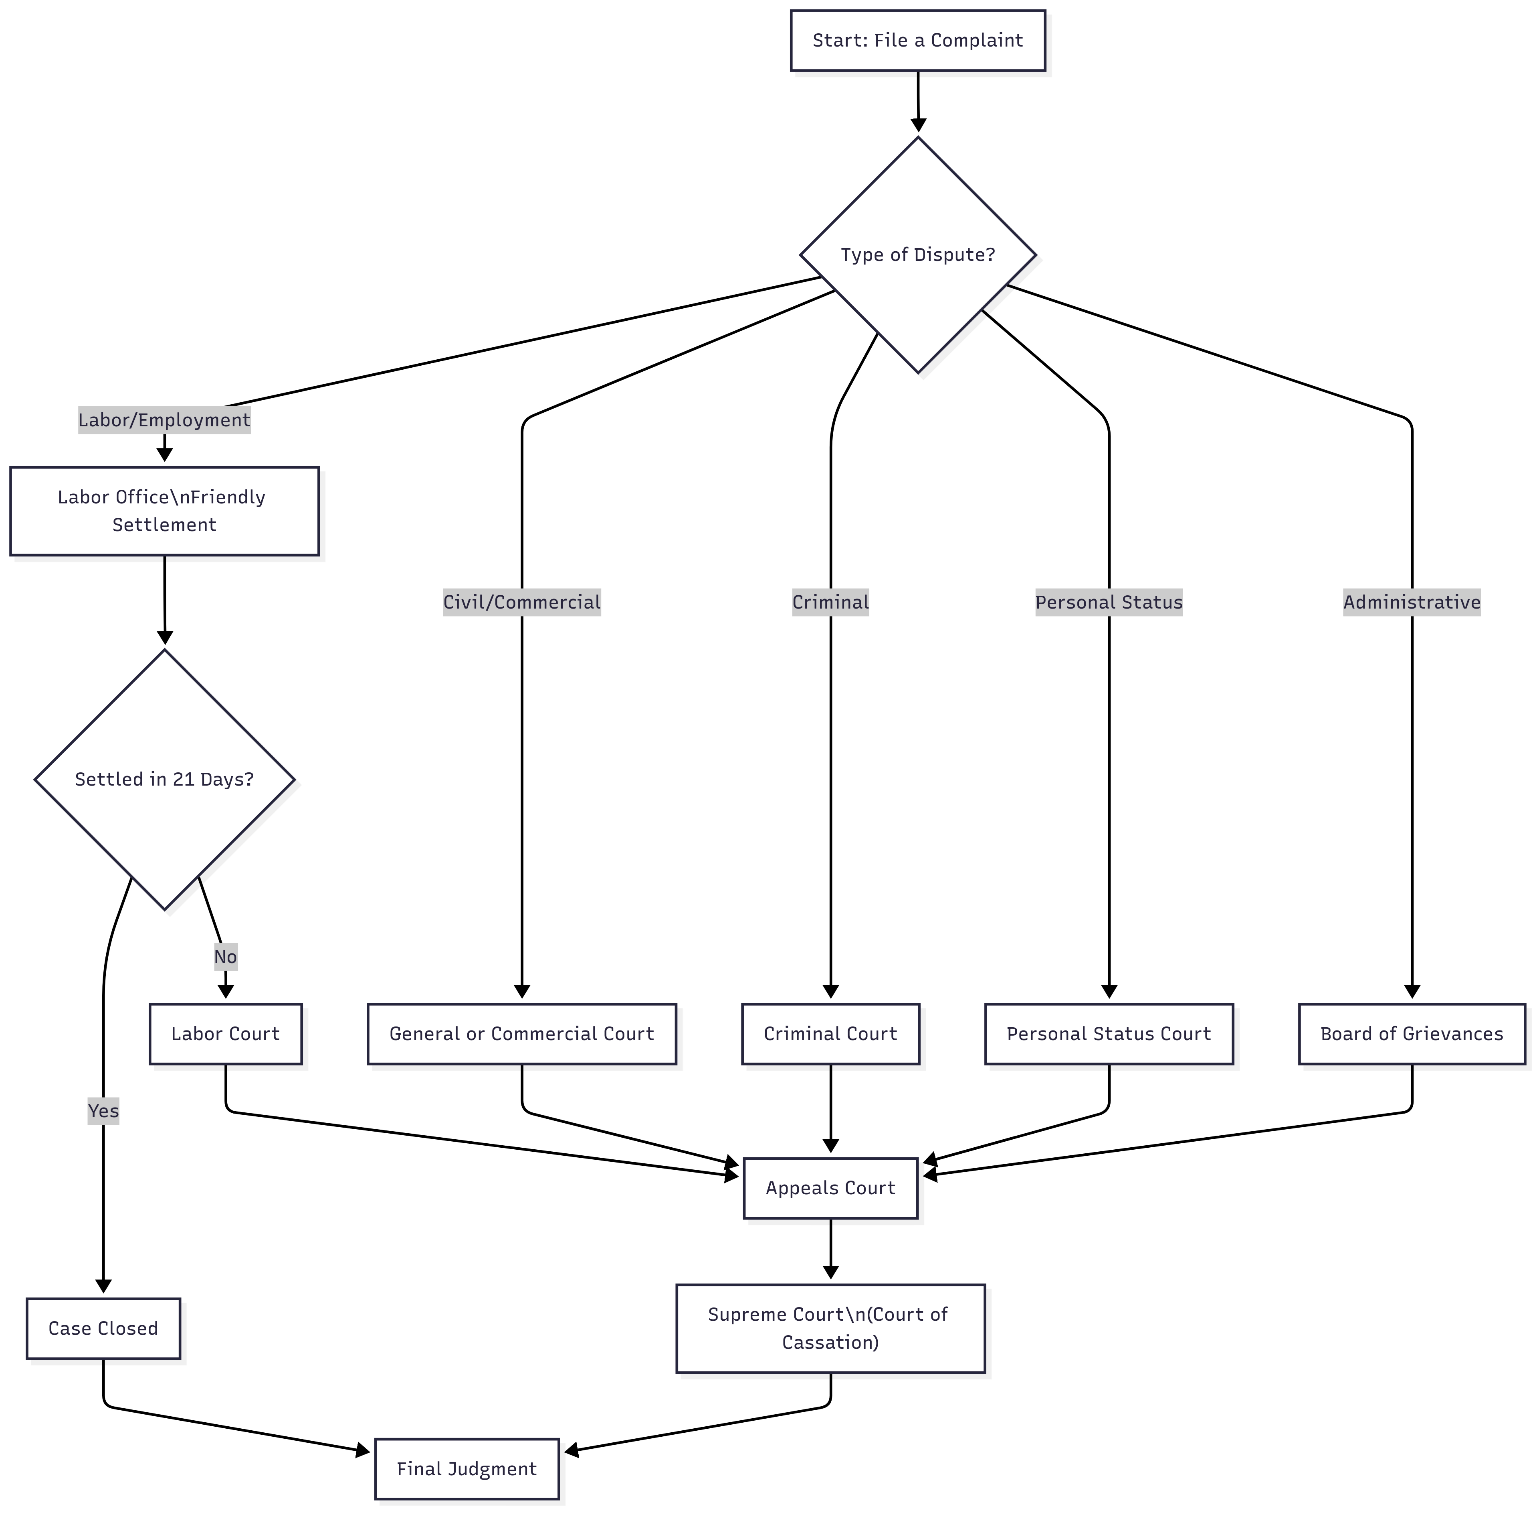 Start: File a Complaint
Type of Dispute?
Labor/Employment
Labor Office\nFriendly
Settlement
Civil/Commercial
Criminal
Personal Status
Administrative
Settled in 21 Days?
No
Labor Court
General or Commercial Court
Criminal Court
Personal Status Court
Board of Grievances
Yes
Appeals Court
Case Closed
Supreme Court\n(Court of
Cassation)
Final Judgment